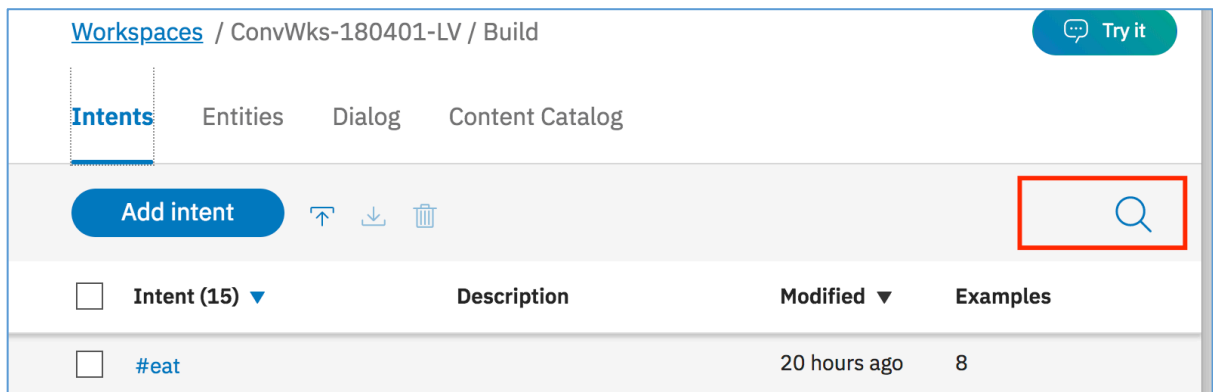 Workspaces / ConvWks-180401-LV / Build
Try it
Intents Entities Dialog Content Catalog
Add intent
Intent (15) ▼ Description Modified ▼ Examples
#eat 20 hours ago 8